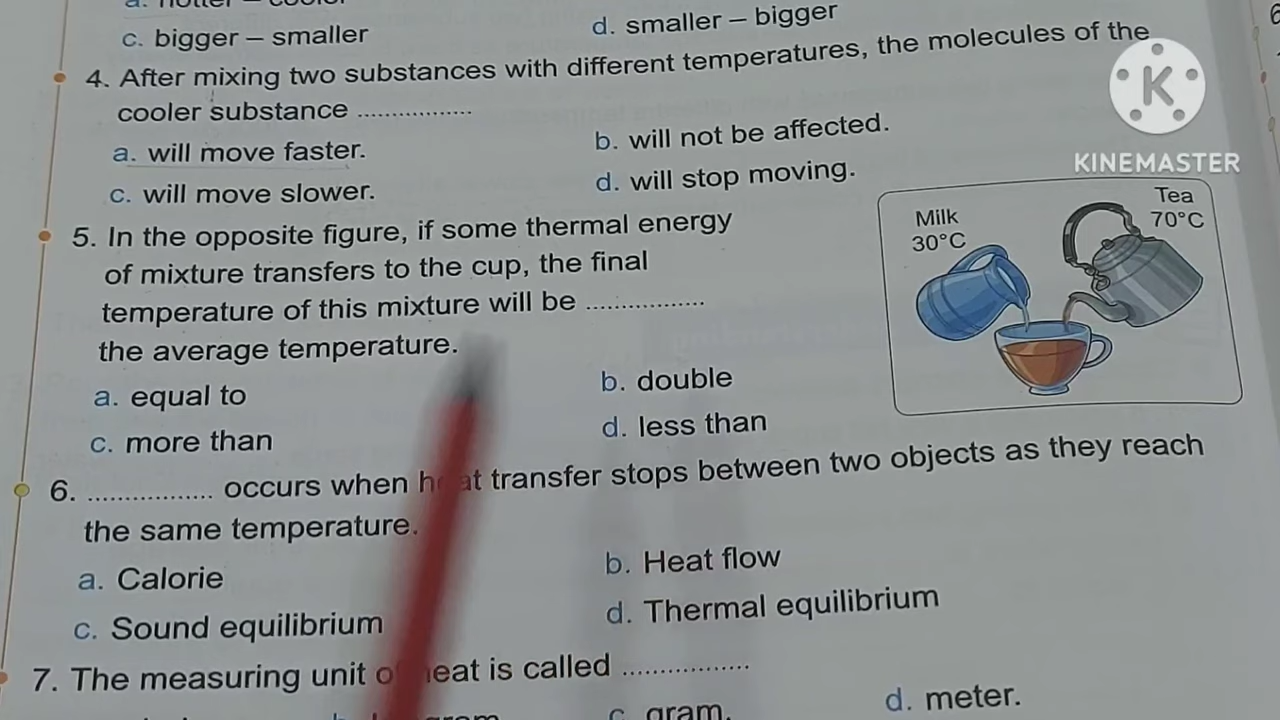 c. bigger – smaller
d. smaller – bigger
4. After mixing two substances with different temperatures, the molecules of the
cooler substance .................
a. will move faster.
b. will not be affected.
c. will move slower.
d. will stop moving.
K
KINEMASTER
5. In the opposite figure, if some thermal energy
of mixture transfers to the cup, the final
temperature of this mixture will be .................
the average temperature.
Milk
30°C
Tea
70°C
a. equal to
b. double
c. more than
d. less than
6. ................. occurs when heat transfer stops between two objects as they reach
the same temperature.
a. Calorie
b. Heat flow
c. Sound equilibrium
d. Thermal equilibrium
7. The measuring unit of heat is called .................
c. gram.
d. meter.